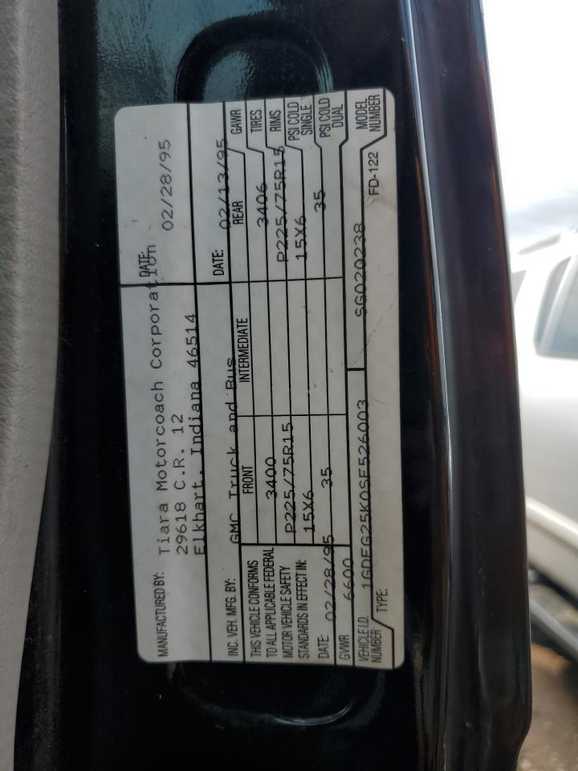 MANUFACTURED BY: Tiara Motorcoach Corporation DATE: 02/28/95
29618 C.R. 12
Elkhart, Indiana 46514
INC. VEH. MFG. BY: GMC Truck and Bus DATE: 02/13/95
THIS VEHICLE CONFORMS FRONT INTERMEDIATE REAR GAWR
TO ALL APPLICABLE FEDERAL 3400 3406 TIRES
MOTOR VEHICLE SAFETY P225/75R15 P225/75R15 RIMS
STANDARDS IN EFFECT IN: 15X6 15X6 PSI COLD SINGLE
DATE: 02/28/95 35 35 PSI COLD DUAL
GVWR 6600
VEHICLE I.D. NUMBER 1GDEG25K0SF526003 SG020238 MODEL NUMBER
TYPE: FD-122